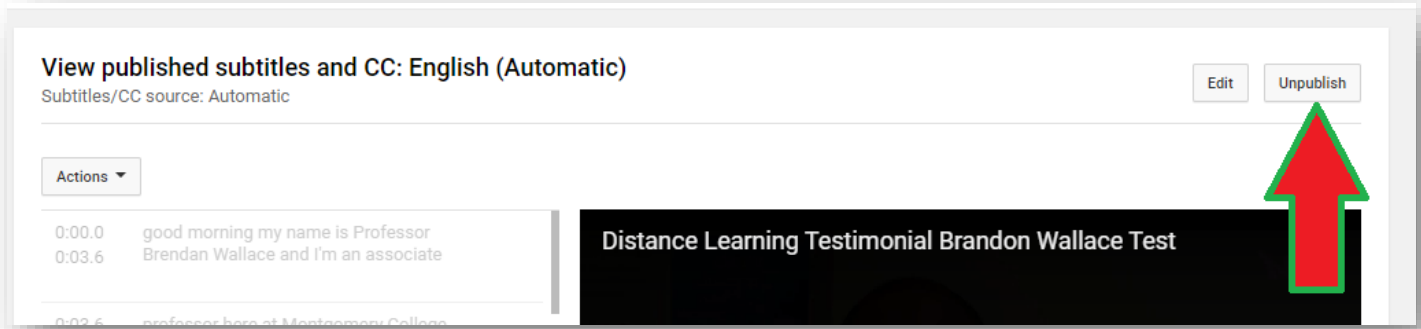 View published subtitles and CC: English (Automatic)
Subtitles/CC source: Automatic
Edit
Unpublish
Actions
0:00.0 good morning my name is Professor
0:03.6 Brendan Wallace and I'm an associate
0:03.6 professor here at Montgomery College
Distance Learning Testimonial Brandon Wallace Test